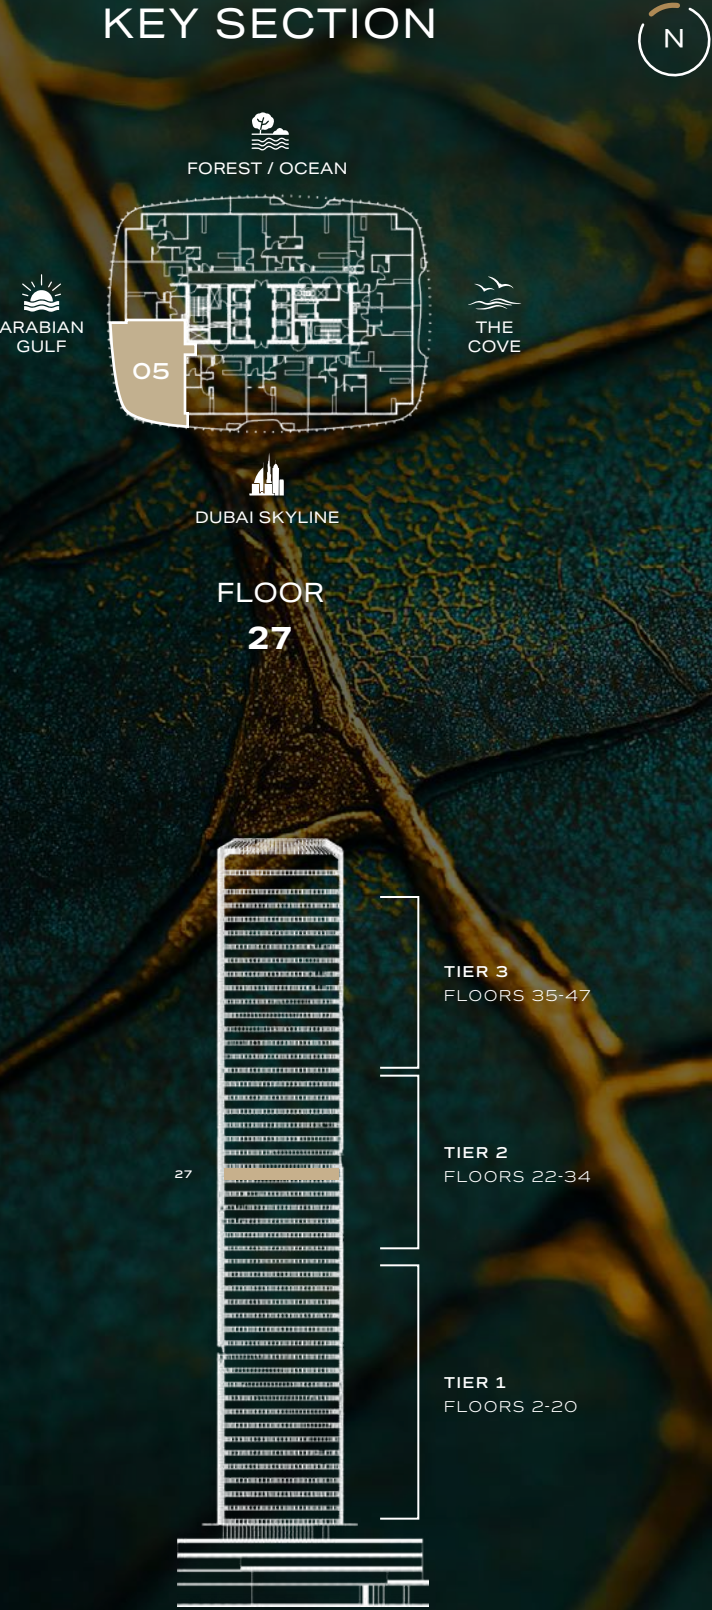 KEY SECTION
N
FOREST / OCEAN
ARABIAN
GULF
THE
COVE
05
DUBAI SKYLINE
FLOOR
27
TIER 3
FLOORS 35-47
TIER 2
FLOORS 22-34
27
TIER 1
FLOORS 2-20